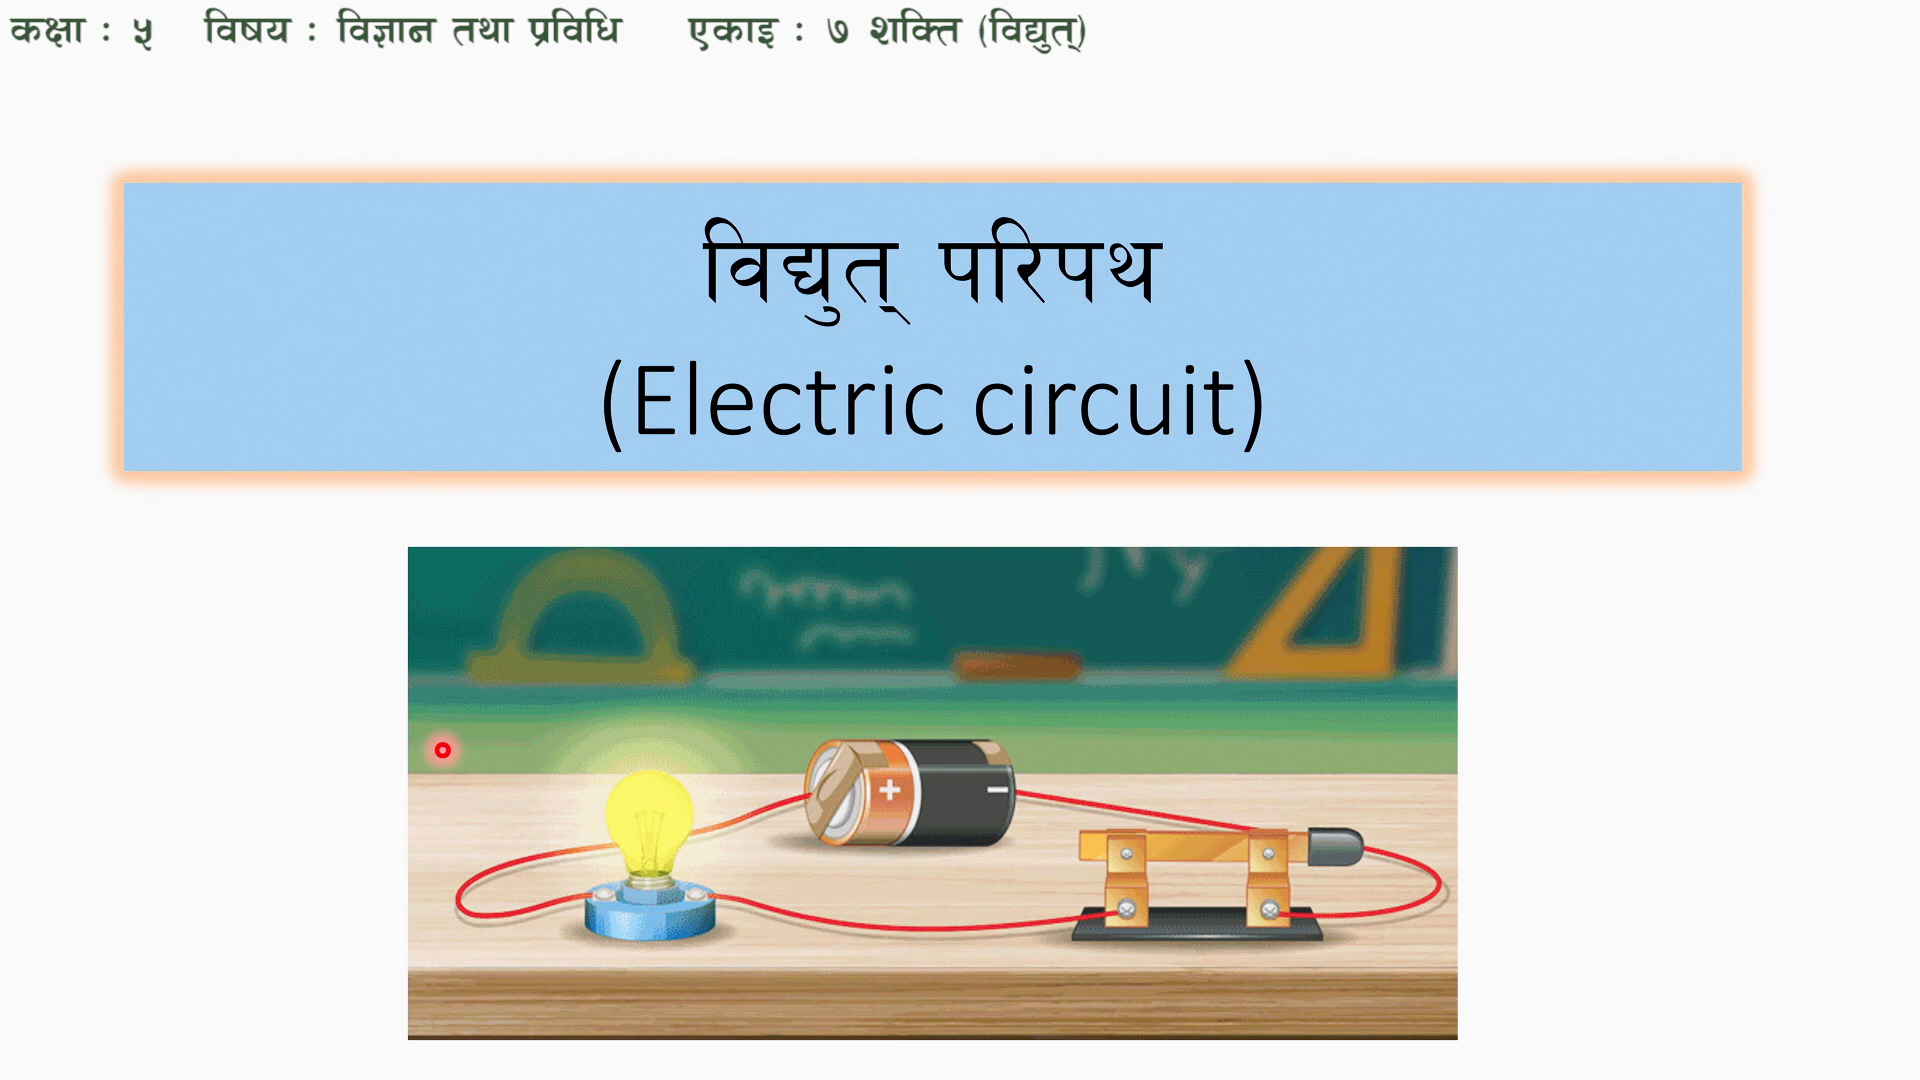 कक्षा : ५ विषय : विज्ञान तथा प्रविधि एकाइ : ७ शक्ति (विद्युत्)
विद्युत् परिपथ
(Electric circuit)
+ −